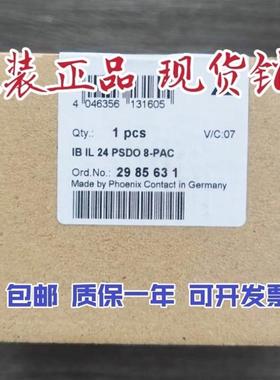 装正品 现货
4 046356 131605
Qty.: 1 pcs V/C:07
IB IL 24 PSDO 8-PAC
Ord.No.: 29 85 63 1
Made by Phoenix Contact in Germany
包邮 质保一年 可开发票